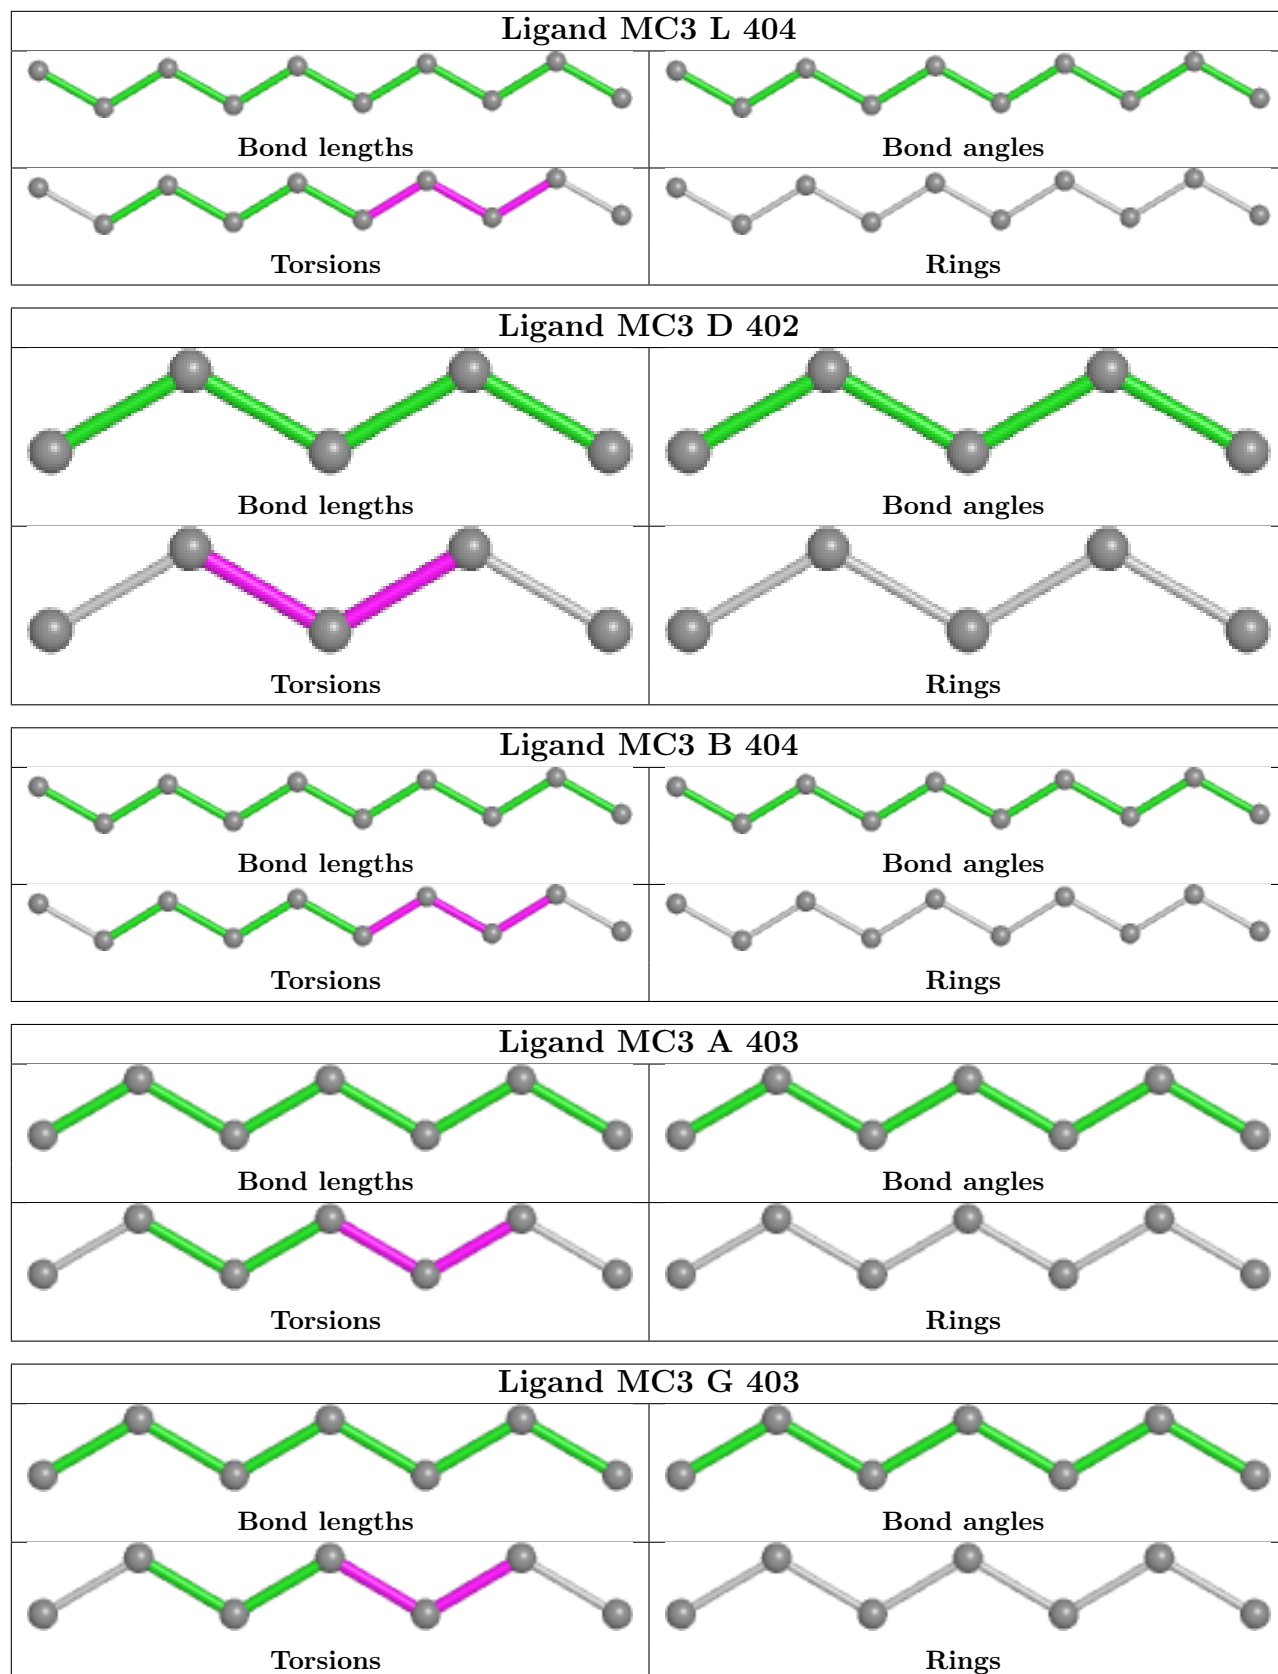 Ligand MC3 L 404
Bond lengths
Bond angles
Torsions
Rings
Ligand MC3 D 402
Bond lengths
Bond angles
Torsions
Rings
Ligand MC3 B 404
Bond lengths
Bond angles
Torsions
Rings
Ligand MC3 A 403
Bond lengths
Bond angles
Torsions
Rings
Ligand MC3 G 403
Bond lengths
Bond angles
Torsions
Rings